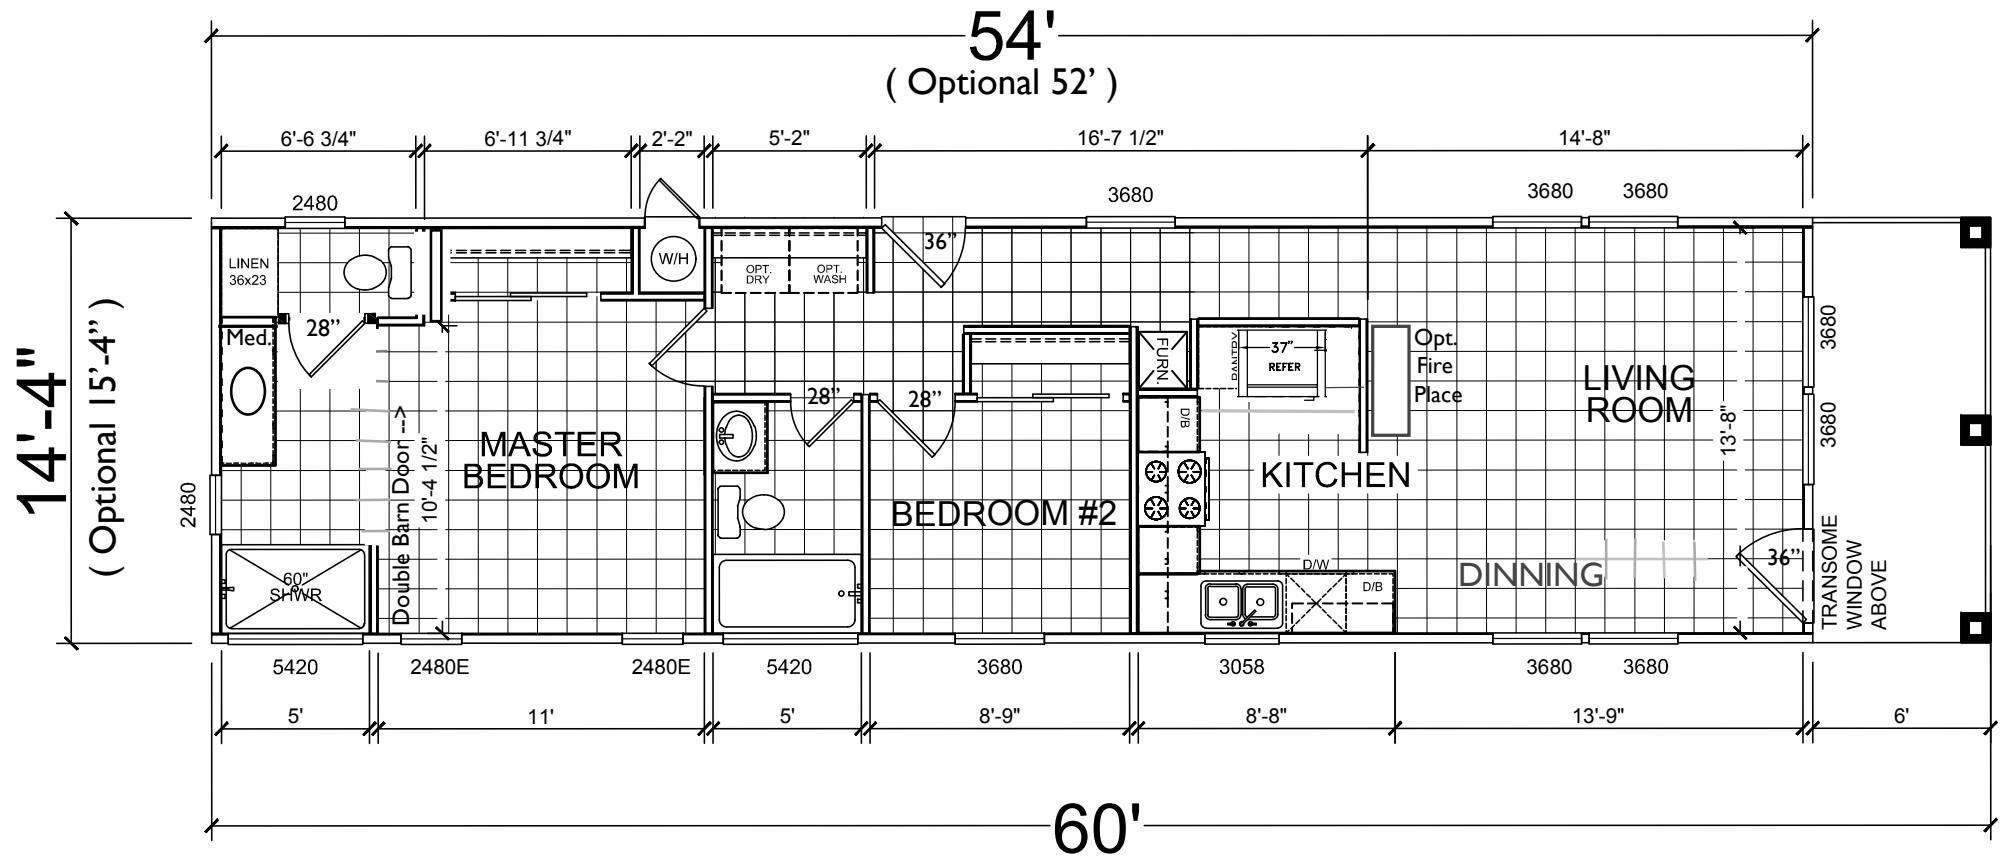 54'
( Optional 52' )
6'-6 3/4"
6'-11 3/4"
2'-2"
5'-2"
16'-7 1/2"
14'-8"
2480
3680
3680
3680
14'-4"
( Optional 15'-4" )
LINEN
36x23
W/H
OPT.
DRY
OPT.
WASH
36"
Med.
28"
FURN.
PANTRY
37"
REFER
Opt.
Fire
Place
LIVING
ROOM
13'-8"
3680
3680
28"
28"
D/B
MASTER
BEDROOM
Double Barn Door -->
10'-4 1/2"
2480
BEDROOM #2
KITCHEN
60"
SHWR
D/W
D/B
DINNING
36"
TRANSOME
WINDOW
ABOVE
5420
2480E
2480E
5420
3680
3058
3680
3680
5'
11'
5'
8'-9"
8'-8"
13'-9"
6'
60'